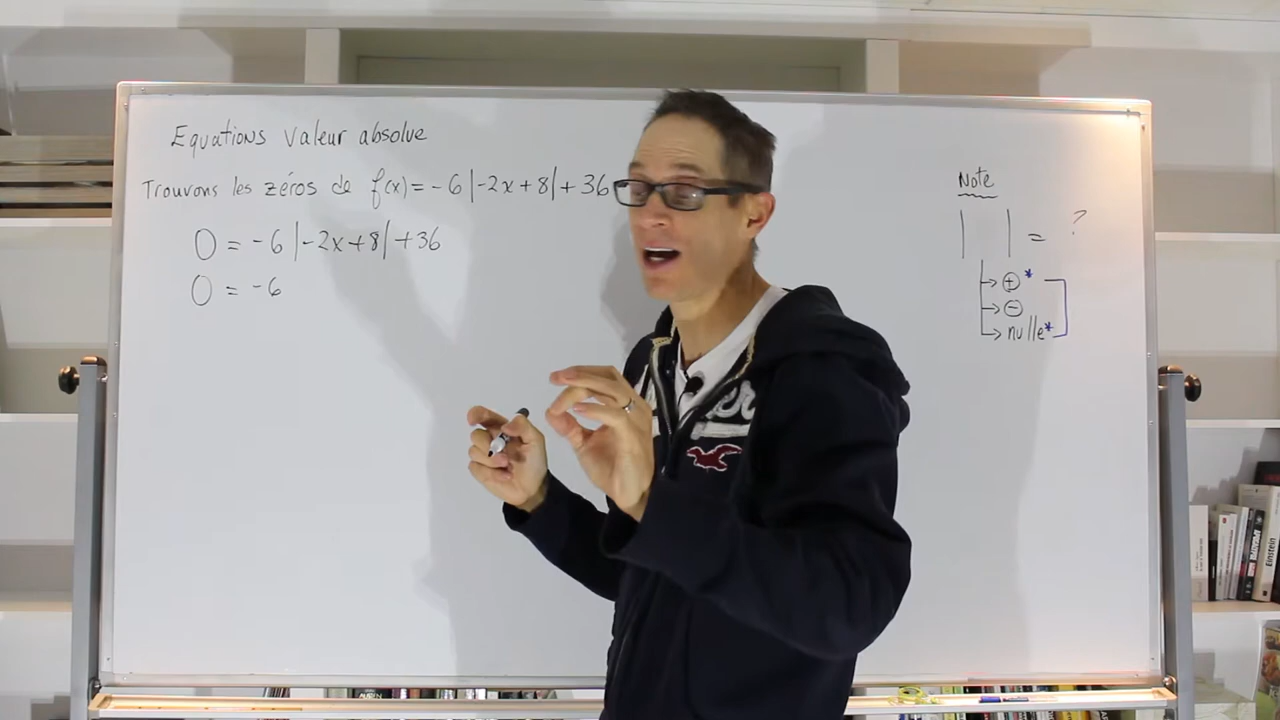 Equations valeur absolue
Trouvons les zéros de f(x) = -6 |-2x + 8| + 36
0 = -6 |-2x + 8| + 36
0 = -6
Note
|   | = ?
→ ⊕ *
→ ⊖
→ nulle *
Einstein